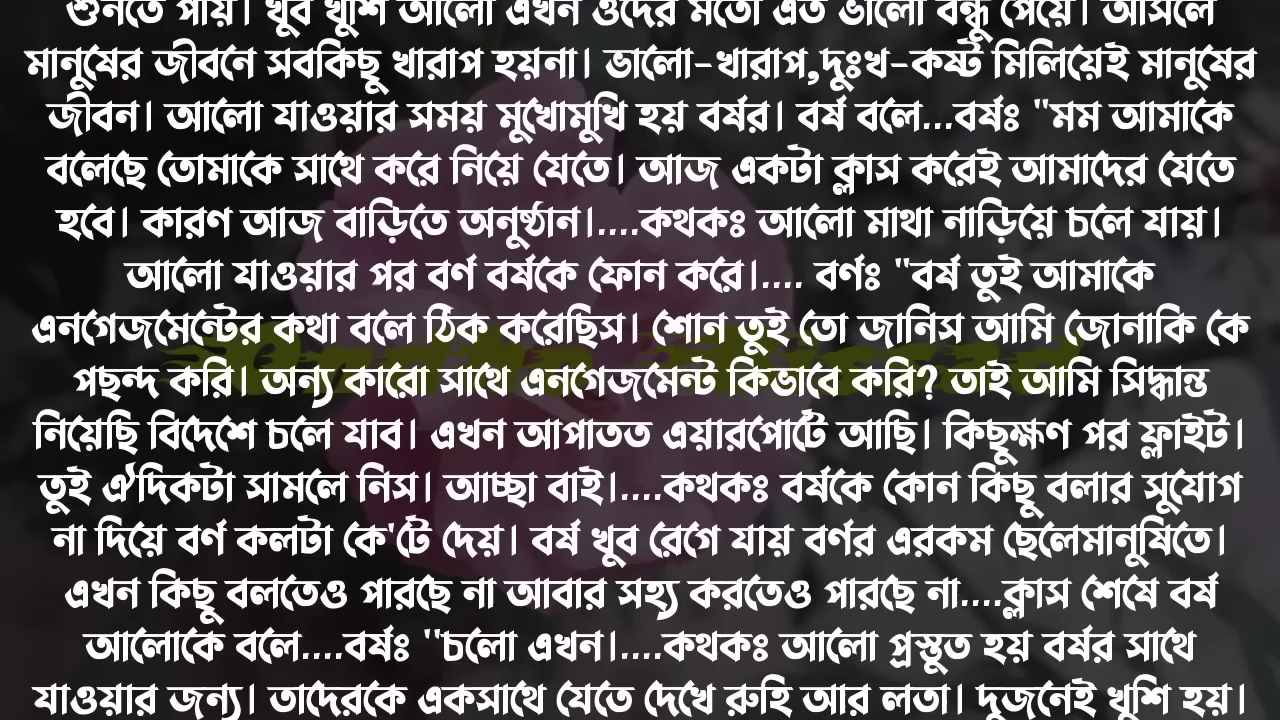 শুনতে পায়। খুব খুশি আলো এখন ওদের মতো এত ভালো বন্ধু পেয়ে। আসলে
মানুষের জীবনে সবকিছু খারাপ হয়না। ভালো-খারাপ,দুঃখ-কষ্ট মিলিয়েই মানুষের
জীবন। আলো যাওয়ার সময় মুখোমুখি হয় বর্ষর। বর্ষ বলে...বর্ষঃ "মম আমাকে
বলেছে তোমাকে সাথে করে নিয়ে যেতে। আজ একটা ক্লাস করেই আমাদের যেতে
হবে। কারণ আজ বাড়িতে অনুষ্ঠান।....কথকঃ আলো মাথা নাড়িয়ে চলে যায়।
আলো যাওয়ার পর বর্ণ বর্ষকে ফোন করে।.... বর্ণঃ "বর্ষ তুই আমাকে
এনগেজমেন্টের কথা বলে ঠিক করেছিস। শোন তুই তো জানিস আমি জোনাকি কে
পছন্দ করি। অন্য কারো সাথে এনগেজমেন্ট কিভাবে করি? তাই আমি সিদ্ধান্ত
নিয়েছি বিদেশে চলে যাব। এখন আপাতত এয়ারপোর্টে আছি। কিছুক্ষণ পর ফ্লাইট।
তুই ঐদিকটা সামলে নিস। আচ্ছা বাই।....কথকঃ বর্ষকে কোন কিছু বলার সুযোগ
না দিয়ে বর্ণ কলটা কে'টে দেয়। বর্ষ খুব রেগে যায় বর্ণর এরকম ছেলেমানুষিতে।
এখন কিছু বলতেও পারছে না আবার সহ্য করতেও পারছে না....ক্লাস শেষে বর্ষ
আলোকে বলে....বর্ষঃ "চলো এখন।....কথকঃ আলো প্রস্তুত হয় বর্ষর সাথে
যাওয়ার জন্য। তাদেরকে একসাথে যেতে দেখে রুহি আর লতা। দুজনেই খুশি হয়।